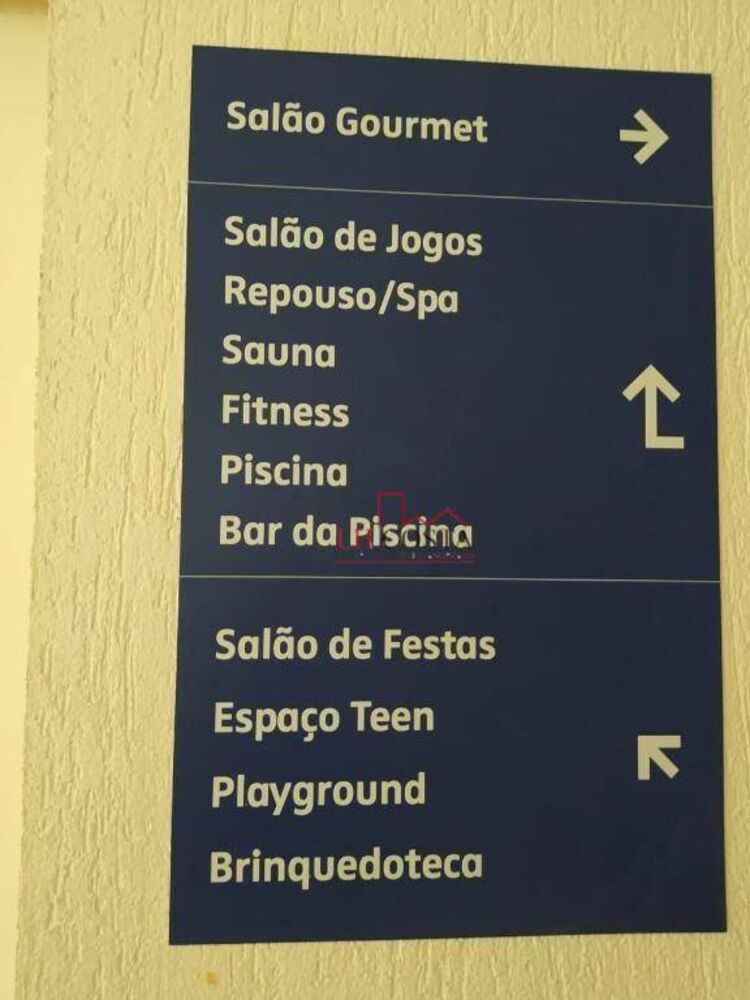 Salão Gourmet
Salão de Jogos
Repouso/Spa
Sauna
Fitness
Piscina
Bar da Piscina
Salão de Festas
Espaço Teen
Playground
Brinquedoteca